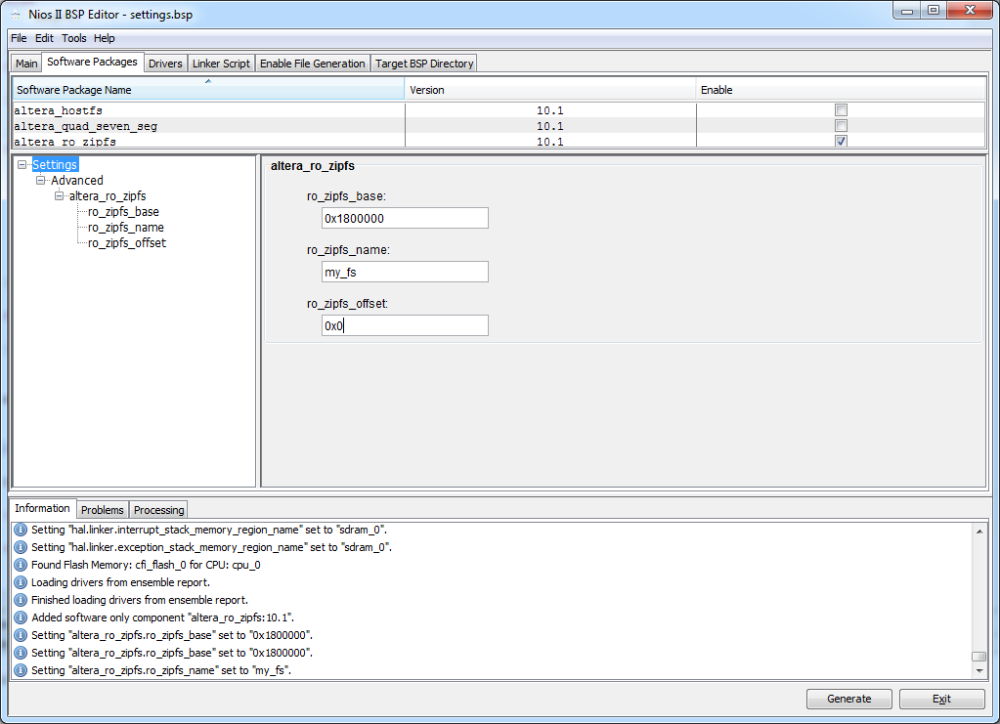 Nios II BSP Editor - settings.bsp
File Edit Tools Help
Main Software Packages Drivers Linker Script Enable File Generation Target BSP Directory
Software Package Name Version Enable
altera_hostfs 10.1
altera_quad_seven_seg 10.1
altera_ro_zipfs 10.1
Settings
Advanced
altera_ro_zipfs
ro_zipfs_base
ro_zipfs_name
ro_zipfs_offset
altera_ro_zipfs
ro_zipfs_base:
0x1800000
ro_zipfs_name:
my_fs
ro_zipfs_offset:
0x0
Information Problems Processing
Setting "hal.linker.interrupt_stack_memory_region_name" set to "sdram_0".
Setting "hal.linker.exception_stack_memory_region_name" set to "sdram_0".
Found Flash Memory: cfi_flash_0 for CPU: cpu_0
Loading drivers from ensemble report.
Finished loading drivers from ensemble report.
Added software only component "altera_ro_zipfs:10.1".
Setting "altera_ro_zipfs.ro_zipfs_base" set to "0x1800000".
Setting "altera_ro_zipfs.ro_zipfs_base" set to "0x1800000".
Setting "altera_ro_zipfs.ro_zipfs_name" set to "my_fs".
Generate Exit